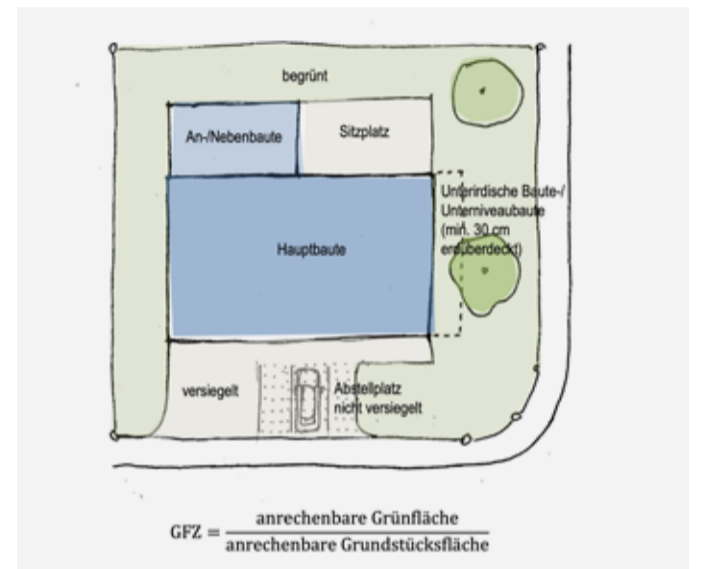 begrünt
An-/Nebenbaute
Sitzplatz
Unterirdische Baute-/
Unterniveaubaute
(min. 30 cm
erdüberdeckt)
Hauptbaute
versiegelt
Abstellplatz
nicht versiegelt
GFZ = anrechenbare Grünfläche
anrechenbare Grundstücksfläche